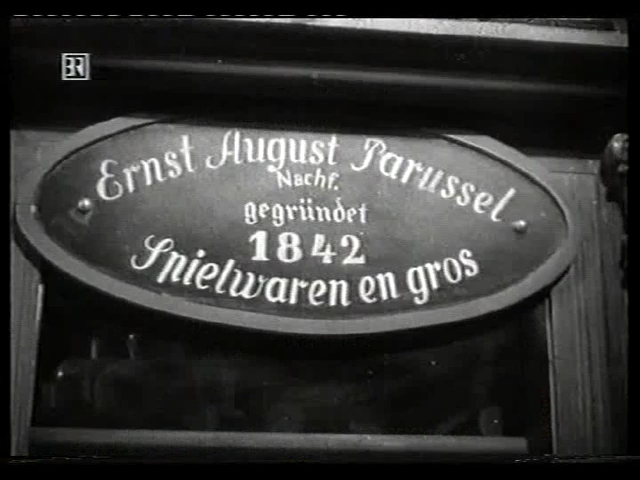 BR
Ernst August Parussel
Nachf.
gegründet
1842
Spielwaren en gros